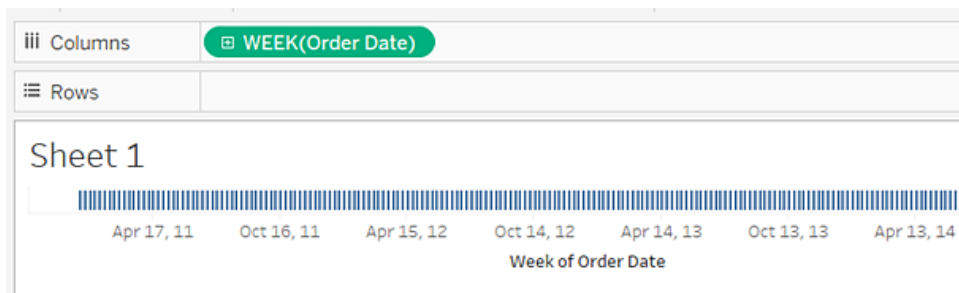 Columns WEEK(Order Date)
Rows
Sheet 1
Apr 17, 11 Oct 16, 11 Apr 15, 12 Oct 14, 12 Apr 14, 13 Oct 13, 13 Apr 13, 14
Week of Order Date